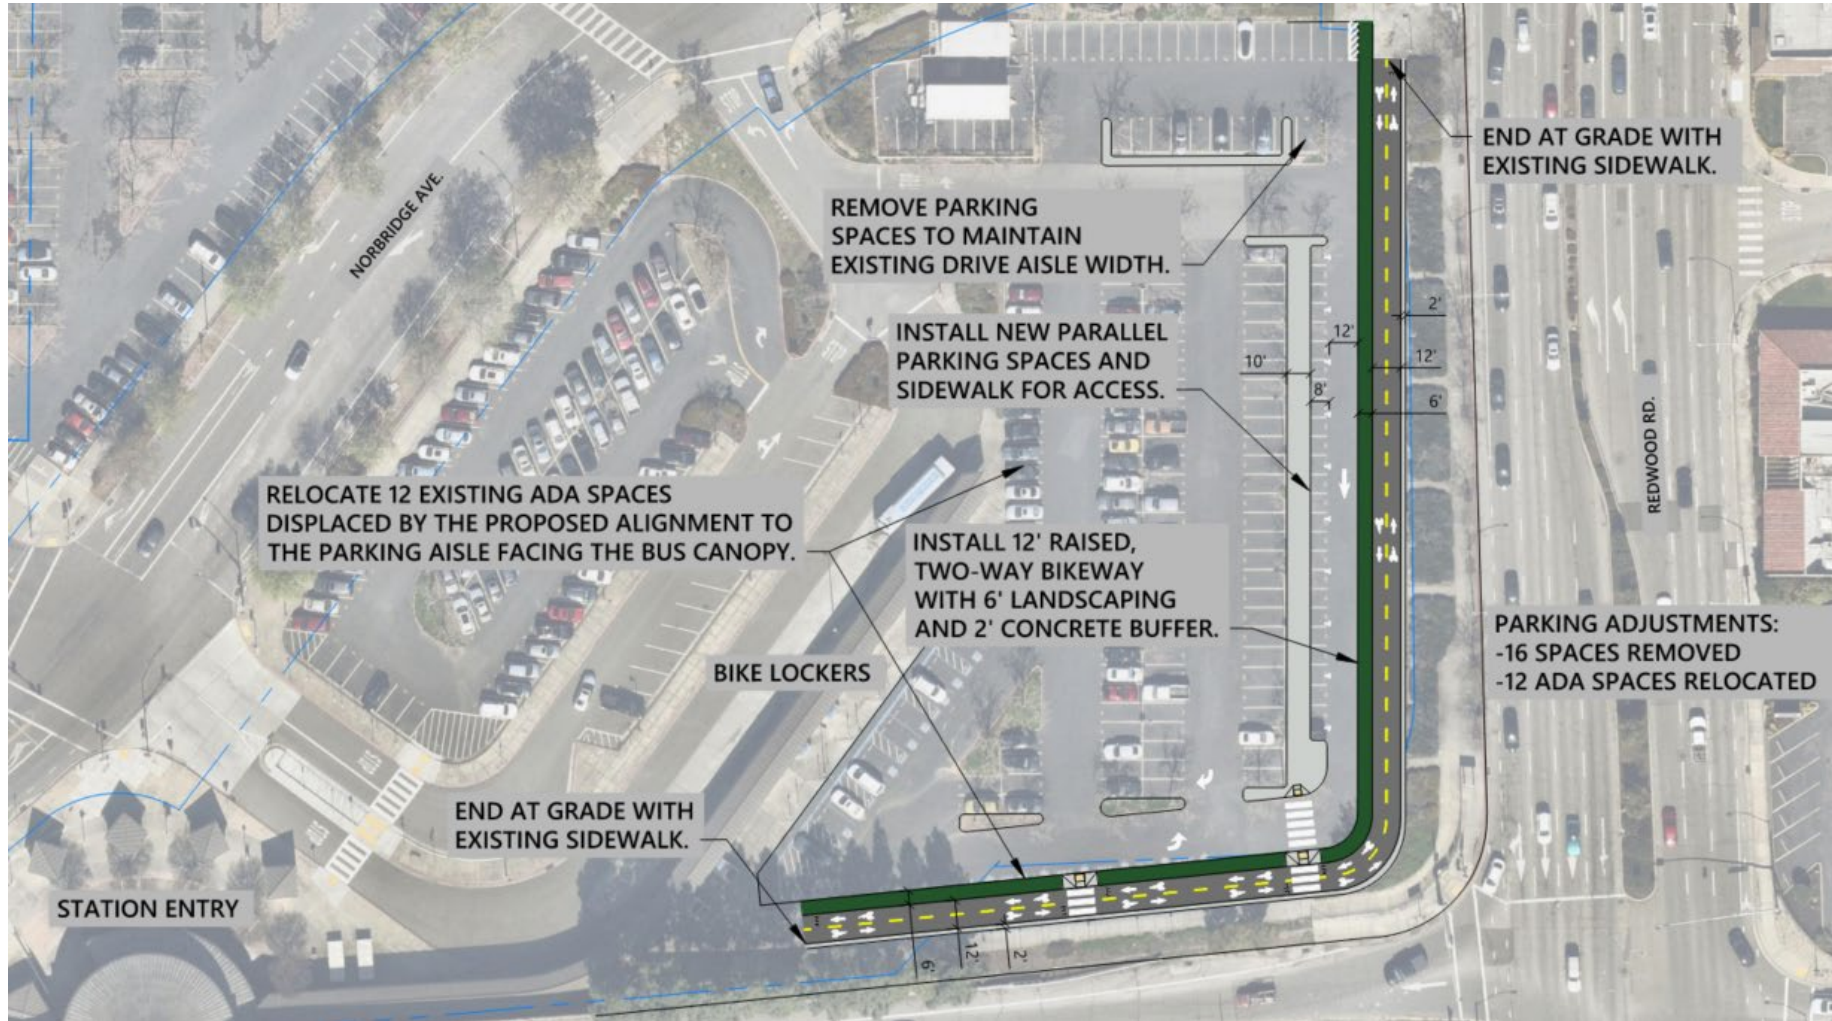 END AT GRADE WITH
EXISTING SIDEWALK.
NORBRIDGE AVE.
REMOVE PARKING
SPACES TO MAINTAIN
EXISTING DRIVE AISLE WIDTH.
INSTALL NEW PARALLEL
PARKING SPACES AND
SIDEWALK FOR ACCESS.
2'
12'
12'
10'
8'
6'
REDWOOD RD.
RELOCATE 12 EXISTING ADA SPACES
DISPLACED BY THE PROPOSED ALIGNMENT TO
THE PARKING AISLE FACING THE BUS CANOPY.
INSTALL 12' RAISED,
TWO-WAY BIKEWAY
WITH 6' LANDSCAPING
AND 2' CONCRETE BUFFER.
PARKING ADJUSTMENTS:
-16 SPACES REMOVED
-12 ADA SPACES RELOCATED
BIKE LOCKERS
END AT GRADE WITH
EXISTING SIDEWALK.
STATION ENTRY
6'
12'
2'
STOP
STOP